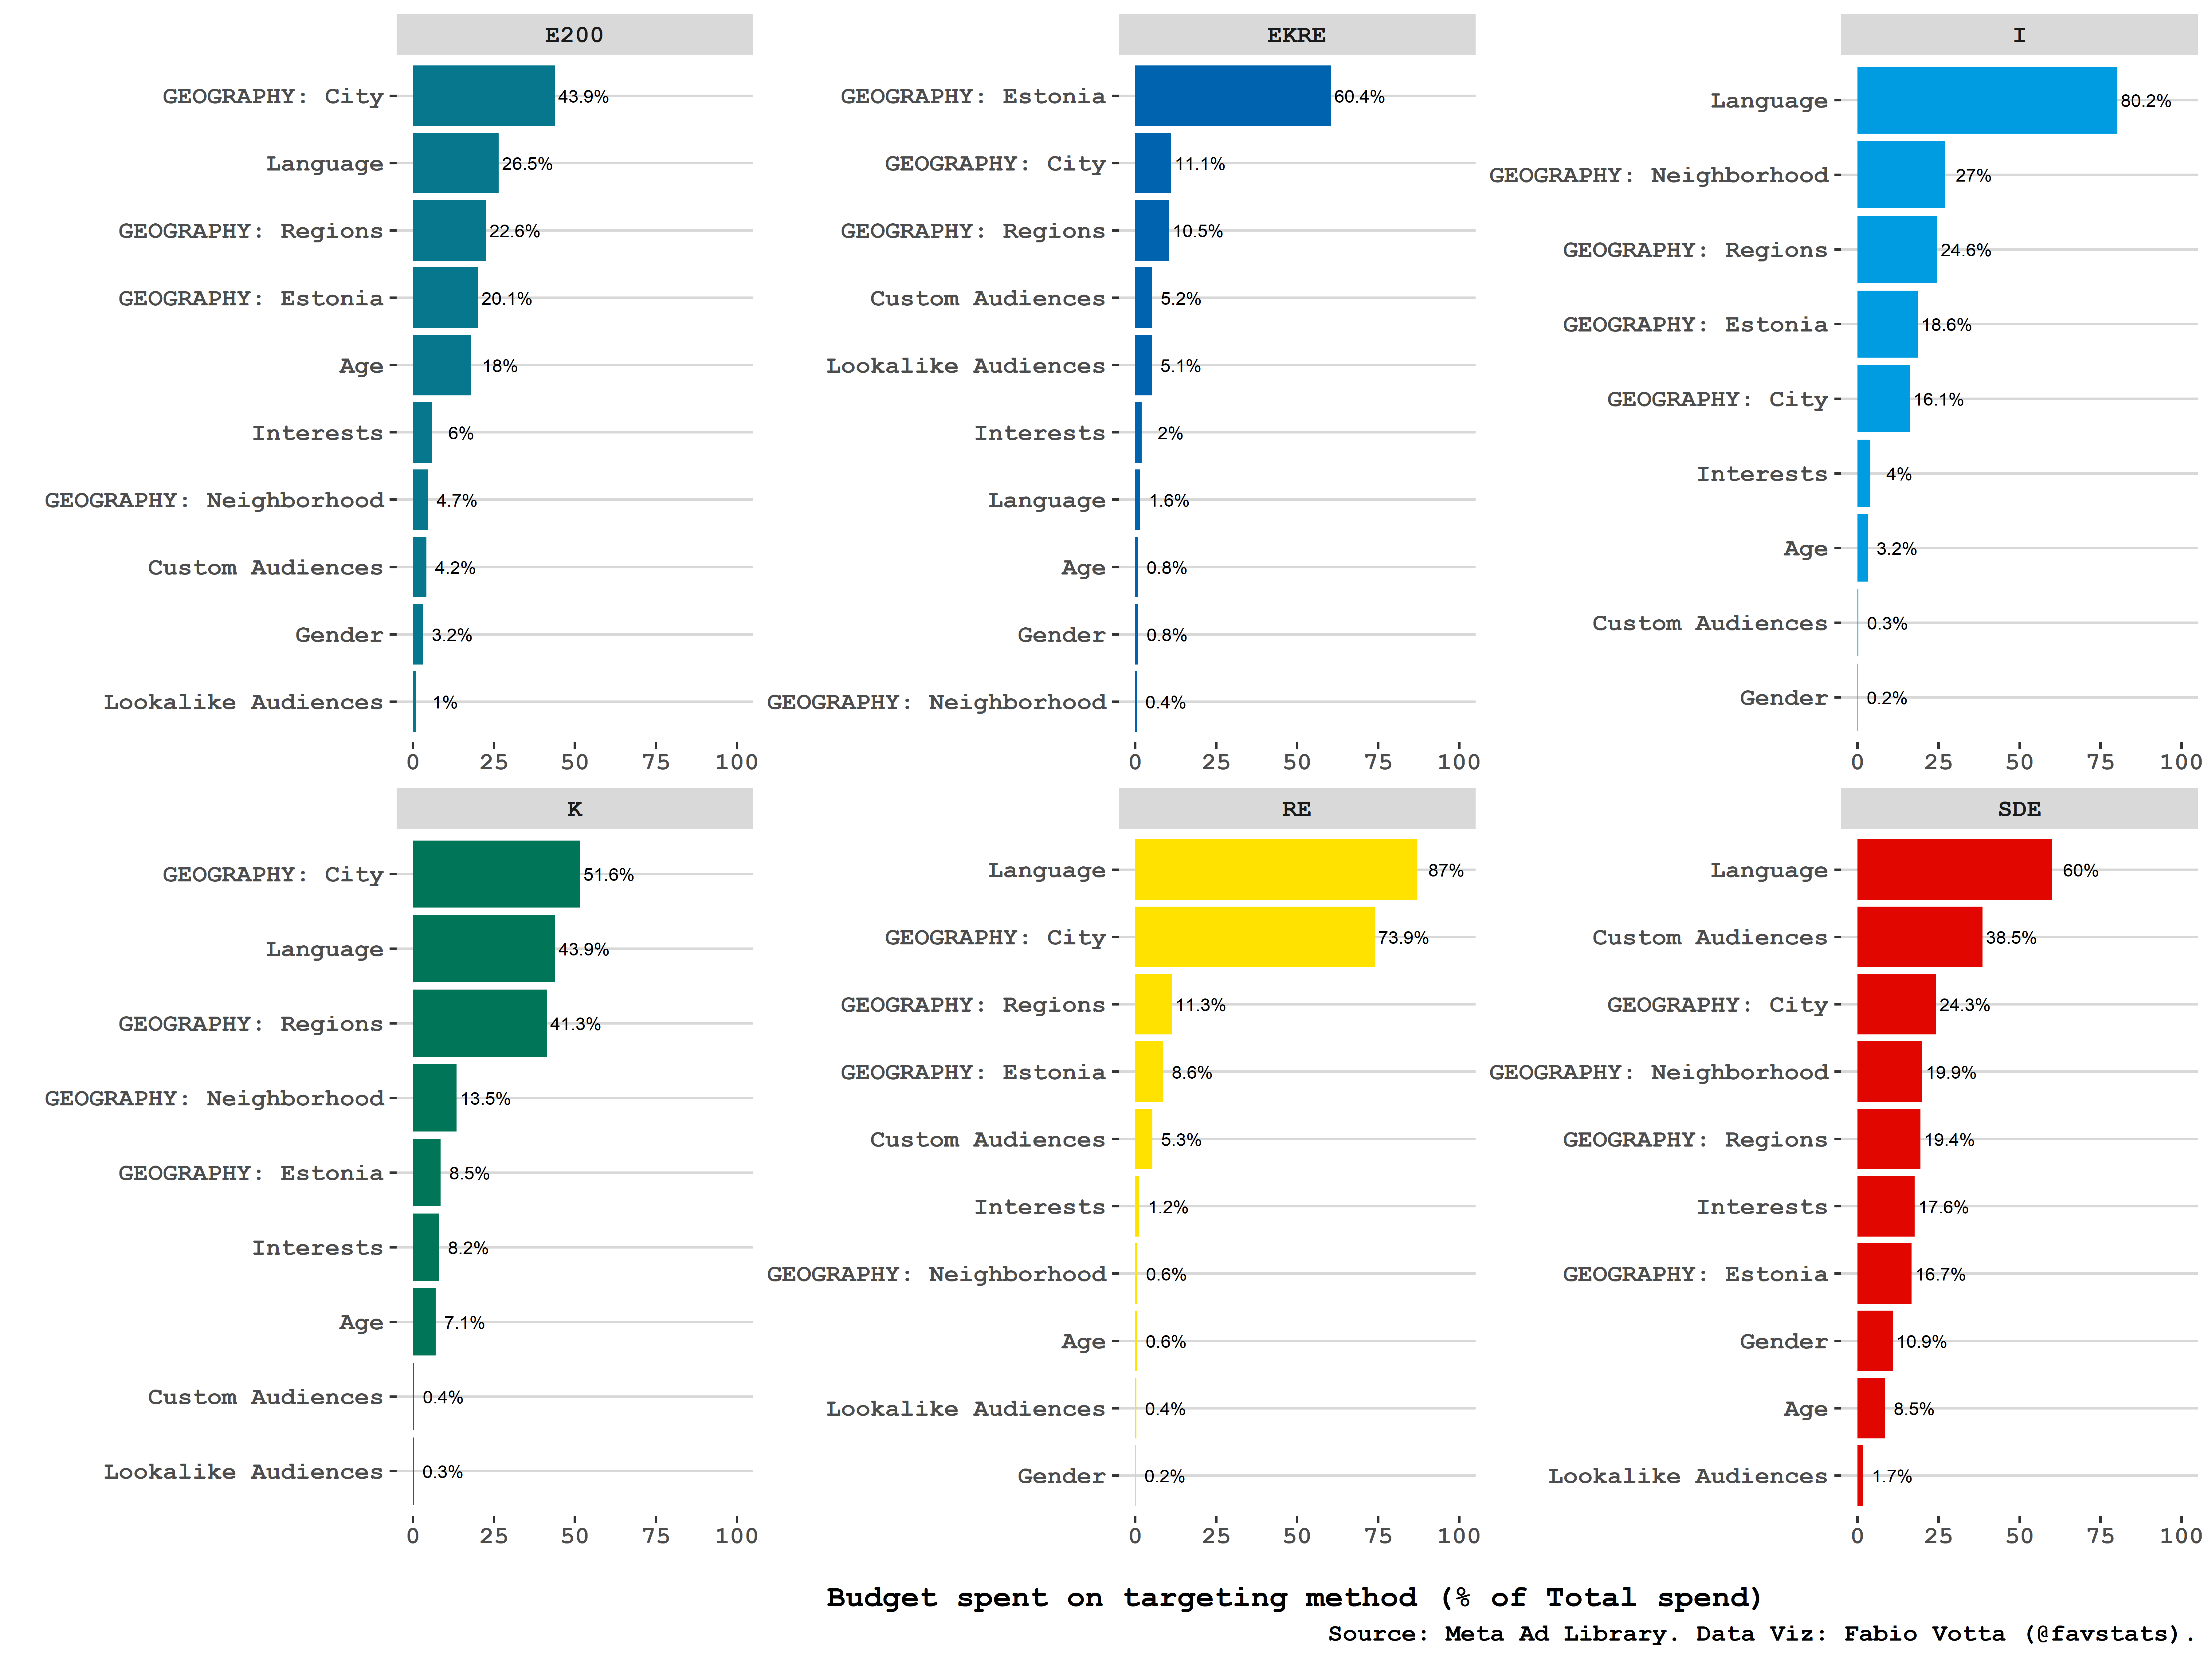 E200
GEOGRAPHY: City 43.9%
Language 26.5%
GEOGRAPHY: Regions 22.6%
GEOGRAPHY: Estonia 20.1%
Age 18%
Interests 6%
GEOGRAPHY: Neighborhood 4.7%
Custom Audiences 4.2%
Gender 3.2%
Lookalike Audiences 1%
0 25 50 75 100
EKRE
GEOGRAPHY: Estonia 60.4%
GEOGRAPHY: City 11.1%
GEOGRAPHY: Regions 10.5%
Custom Audiences 5.2%
Lookalike Audiences 5.1%
Interests 2%
Language 1.6%
Age 0.8%
Gender 0.8%
GEOGRAPHY: Neighborhood 0.4%
0 25 50 75 100
I
Language 80.2%
GEOGRAPHY: Neighborhood 27%
GEOGRAPHY: Regions 24.6%
GEOGRAPHY: Estonia 18.6%
GEOGRAPHY: City 16.1%
Interests 4%
Age 3.2%
Custom Audiences 0.3%
Gender 0.2%
0 25 50 75 100
K
GEOGRAPHY: City 51.6%
Language 43.9%
GEOGRAPHY: Regions 41.3%
GEOGRAPHY: Neighborhood 13.5%
GEOGRAPHY: Estonia 8.5%
Interests 8.2%
Age 7.1%
Custom Audiences 0.4%
Lookalike Audiences 0.3%
0 25 50 75 100
RE
Language 87%
GEOGRAPHY: City 73.9%
GEOGRAPHY: Regions 11.3%
GEOGRAPHY: Estonia 8.6%
Custom Audiences 5.3%
Interests 1.2%
GEOGRAPHY: Neighborhood 0.6%
Age 0.6%
Lookalike Audiences 0.4%
Gender 0.2%
0 25 50 75 100
SDE
Language 60%
Custom Audiences 38.5%
GEOGRAPHY: City 24.3%
GEOGRAPHY: Neighborhood 19.9%
GEOGRAPHY: Regions 19.4%
Interests 17.6%
GEOGRAPHY: Estonia 16.7%
Gender 10.9%
Age 8.5%
Lookalike Audiences 1.7%
0 25 50 75 100
Budget spent on targeting method (% of Total spend)
Source: Meta Ad Library. Data Viz: Fabio Votta (@favstats).